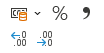 % ,
←0 .00
.00 →0